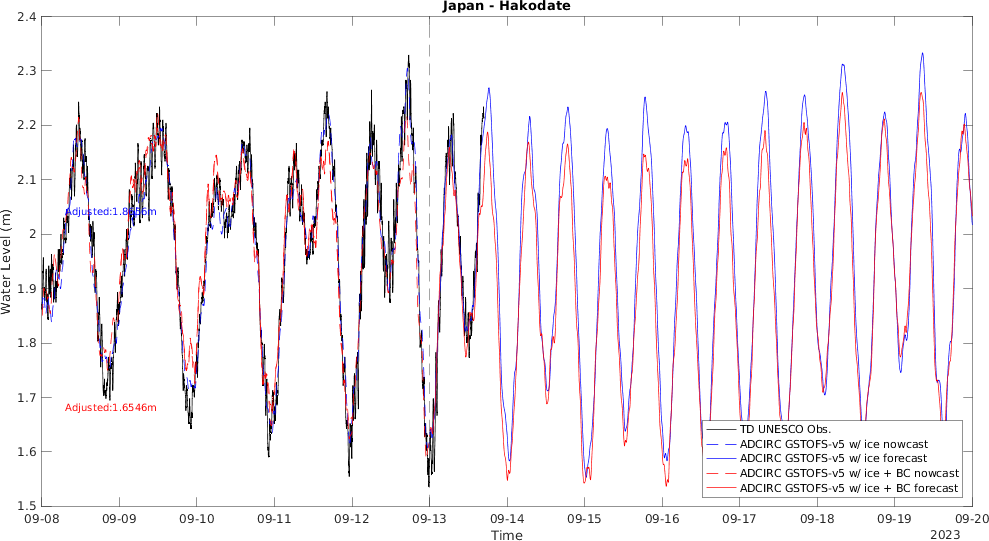 Japan - Hakodate
2.4
2.3
2.2
2.1
2
1.9
1.8
1.7
1.6
1.5
Water Level (m)
Adjusted:
Adjusted:1.6546m
TD UNESCO Obs.
ADCIRC GSTOFS-v5 w/ ice nowcast
ADCIRC GSTOFS-v5 w/ ice forecast
ADCIRC GSTOFS-v5 w/ ice + BC nowcast
ADCIRC GSTOFS-v5 w/ ice + BC forecast
09-08 09-09 09-10 09-11 09-12 09-13 09-14 09-15 09-16 09-17 09-18 09-19 09-20
Time
2023